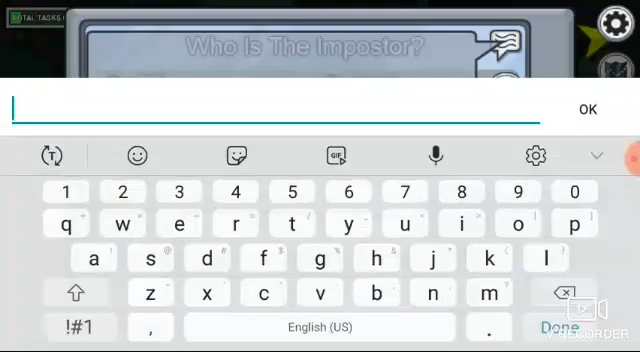 TOTAL TASKS
Who Is The Impostor?
OK
T GIF
1 2 3 4 5 6 7 8 9 0
q w e r t y u i o p
a s d f g h j k l
z x c v b n m
!#1 , English (US) . Done
V RECORDER